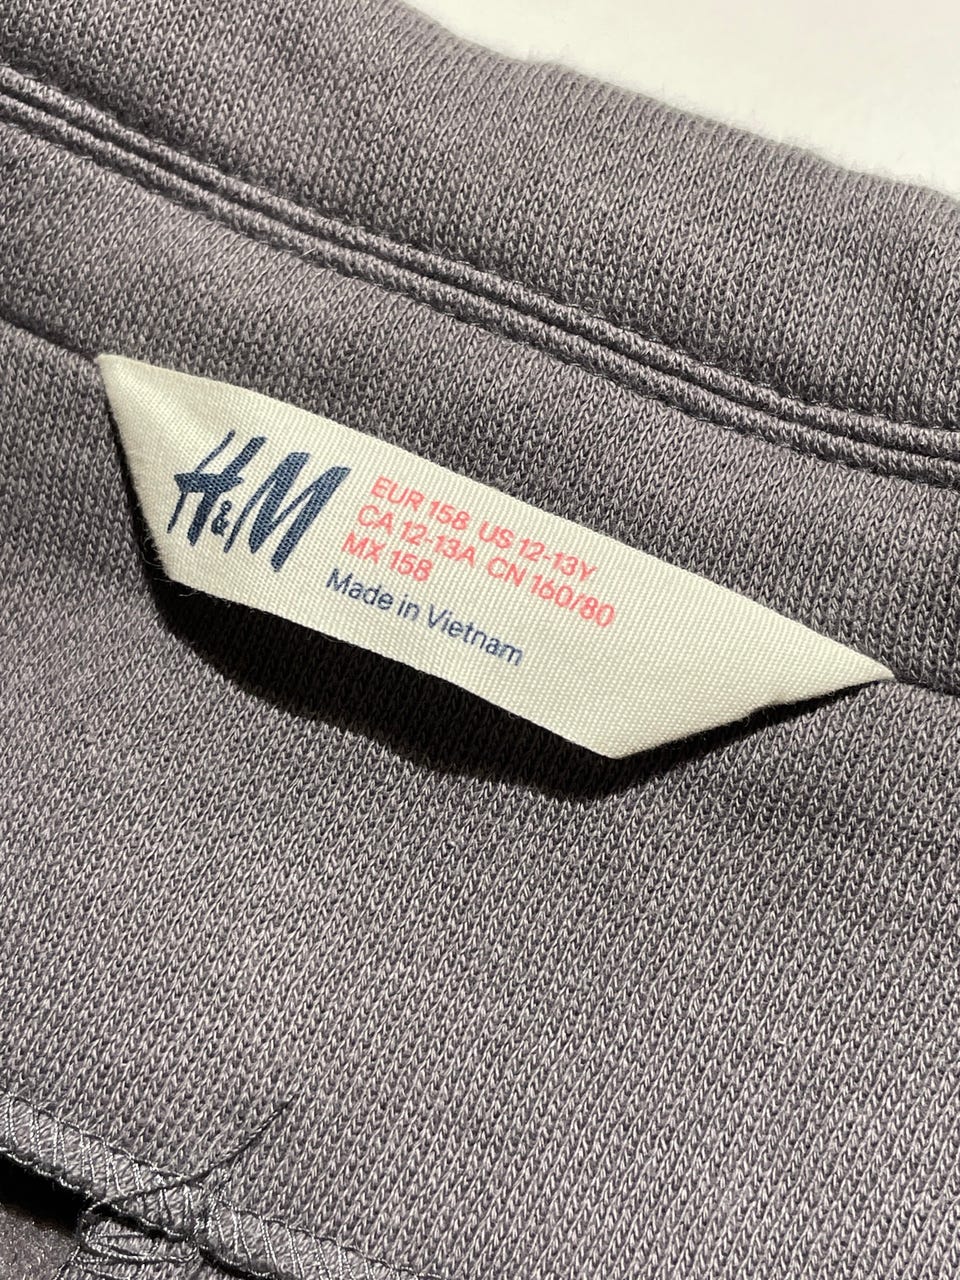 H&M
EUR 158 US 12-13Y
CA 12-13A CN 160/80
MX 158
Made in Vietnam